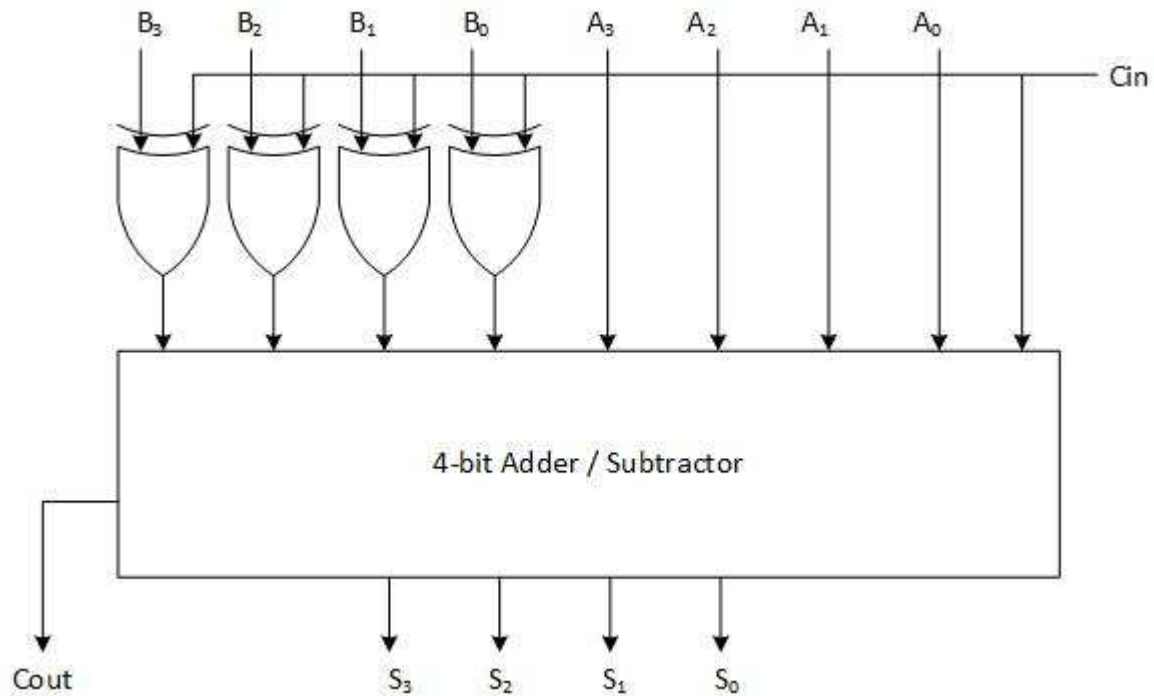 B₃ B₂ B₁ B₀ A₃ A₂ A₁ A₀
Cin
4-bit Adder / Subtractor
Cout S₃ S₂ S₁ S₀